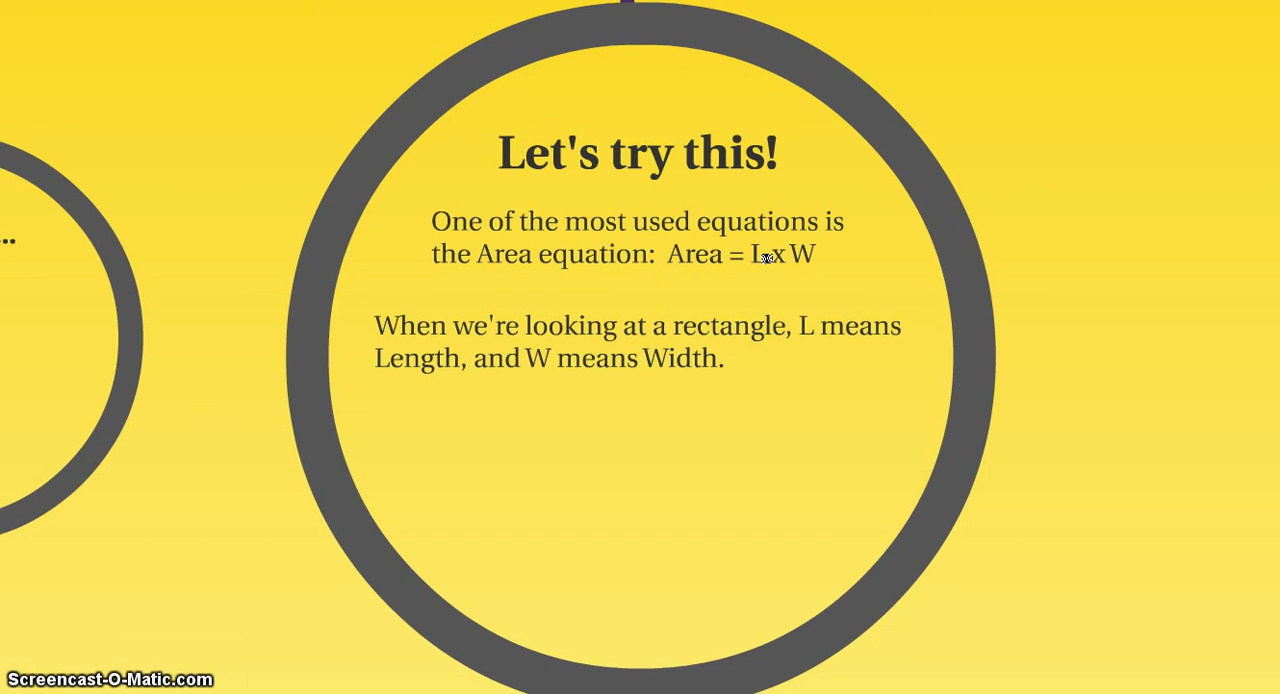 Let's try this!
One of the most used equations is
the Area equation: Area = L x W
When we're looking at a rectangle, L means
Length, and W means Width.
...
Screencast-O-Matic.com